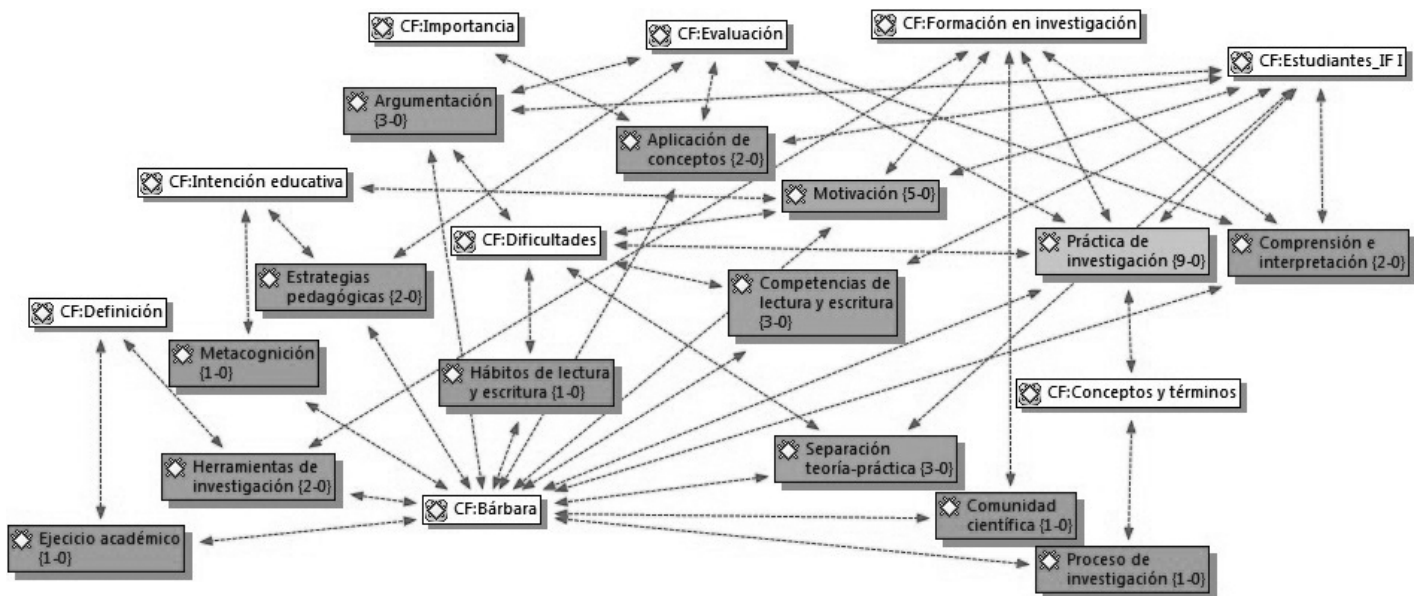 CF:Importancia
CF:Evaluación
CF:Formación en investigación
CF:Estudiantes_IF I
Argumentación
{3-0}
Aplicación de
conceptos {2-0}
CF:Intención educativa
Motivación {5-0}
CF:Dificultades
Práctica de
investigación {9-0}
Comprensión e
interpretación {2-0}
Estrategias
pedagógicas {2-0}
Competencias de
lectura y escritura
{3-0}
CF:Definición
Metacognición
{1-0}
Hábitos de lectura
y escritura {1-0}
CF:Conceptos y términos
Herramientas de
investigación {2-0}
Separación
teoría-práctica {3-0}
CF:Bárbara
Comunidad
científica {1-0}
Ejecicio académico
{1-0}
Proceso de
investigación {1-0}